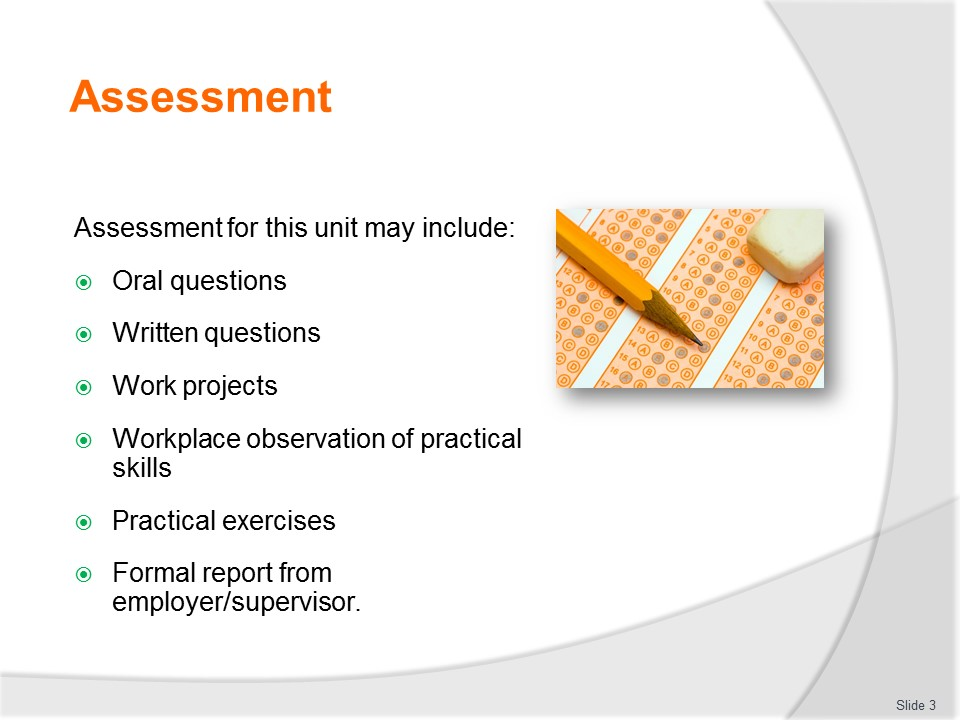 Assessment
Assessment for this unit may include:
Oral questions
Written questions
Work projects
Workplace observation of practical
skills
Practical exercises
Formal report from
employer/supervisor.
Slide 3